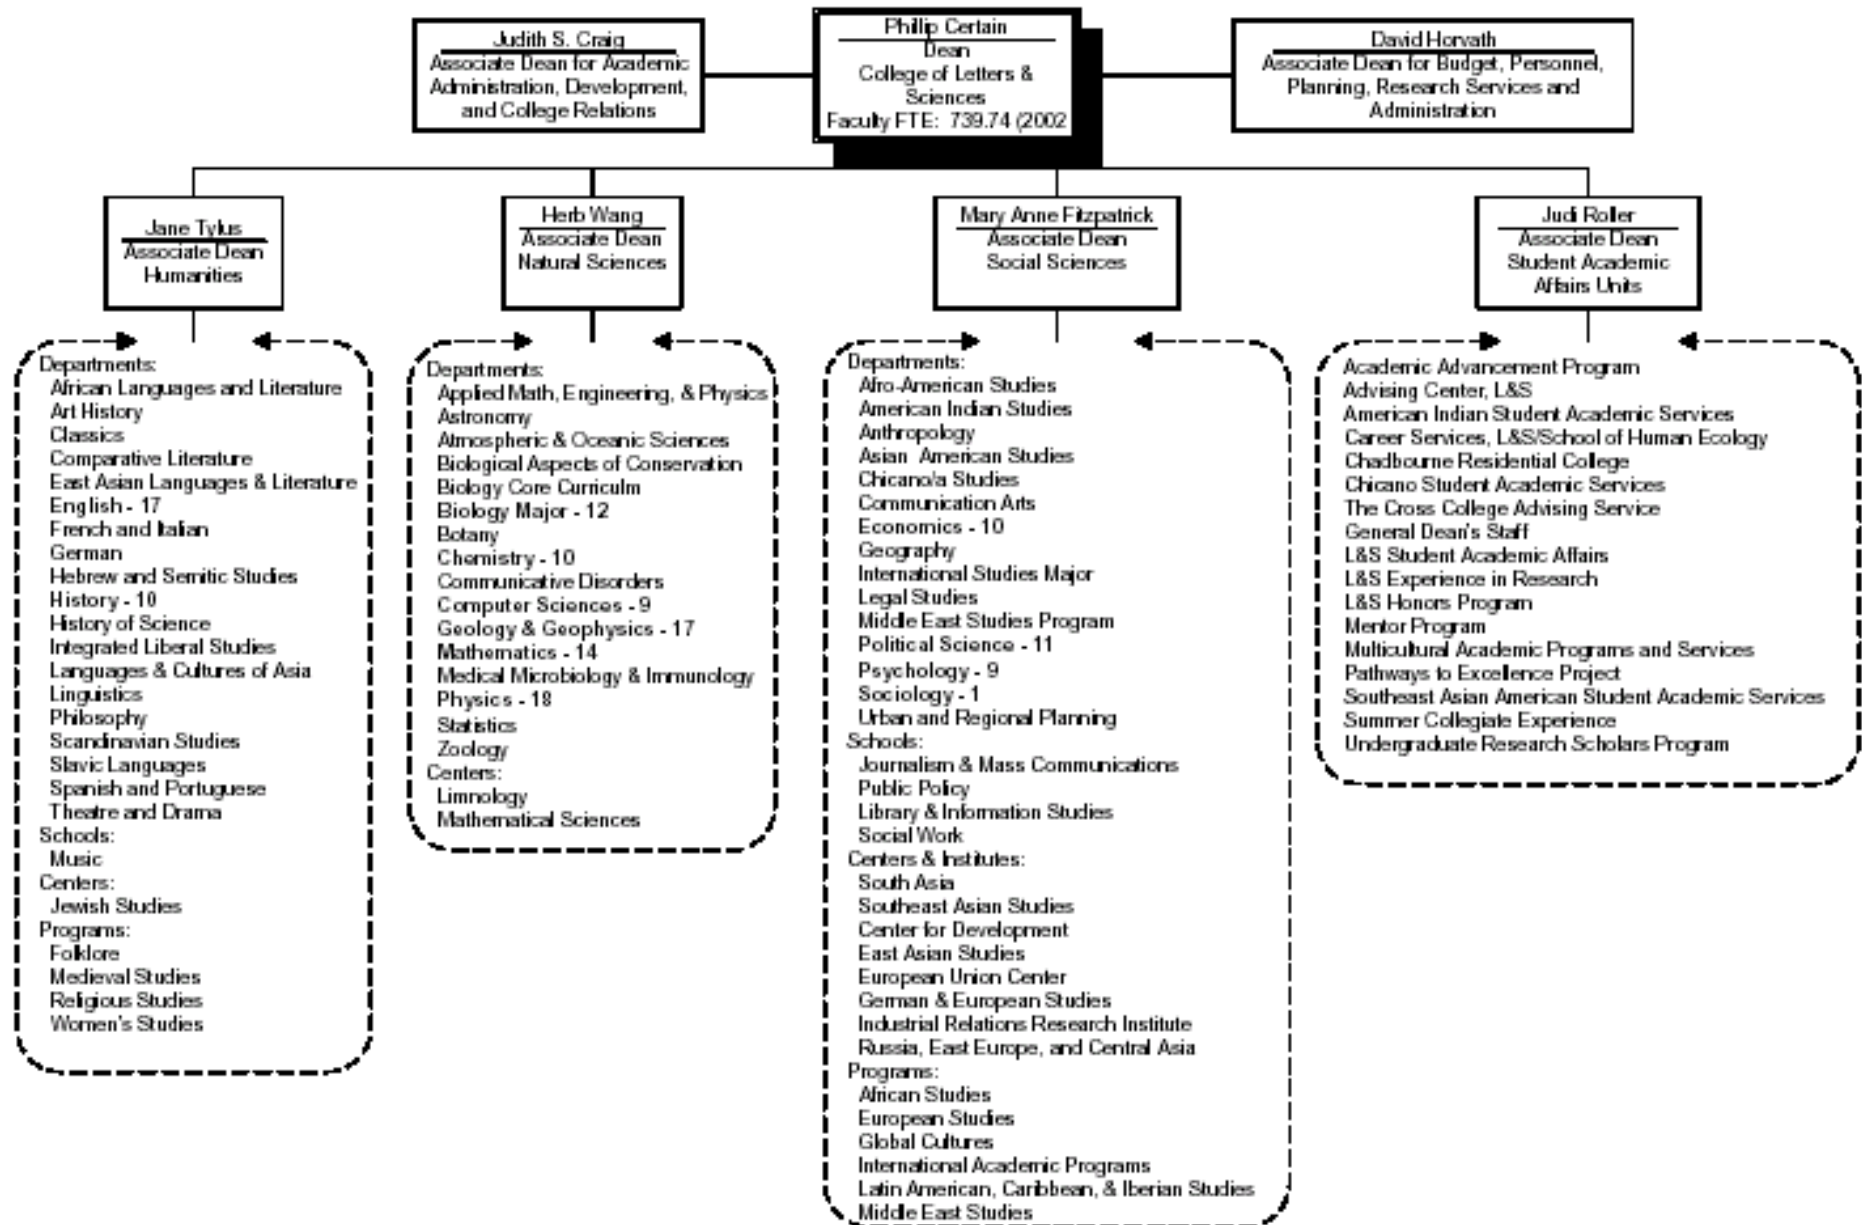 Judith S. Craig
Associate Dean for Academic
Administration, Development,
and College Relations
Phillip Certain
Dean
College of Letters &
Sciences
Faculty FTE: 739.74 (2002
David Horvath
Associate Dean for Budget, Personnel,
Planning, Research Services and
Administration
Jane Tylus
Associate Dean
Humanities
Herb Wang
Associate Dean
Natural Sciences
Mary Anne Fitzpatrick
Associate Dean
Social Sciences
Judi Roller
Associate Dean
Student Academic
Affairs Units
Departments:
African Languages and Literature
Art History
Classics
Comparative Literature
East Asian Languages & Literature
English - 17
French and Italian
German
Hebrew and Semitic Studies
History - 10
History of Science
Integrated Liberal Studies
Languages & Cultures of Asia
Linguistics
Philosophy
Scandinavian Studies
Slavic Languages
Spanish and Portuguese
Theatre and Drama
Schools:
Music
Centers:
Jewish Studies
Programs:
Folklore
Medieval Studies
Religious Studies
Women's Studies
Departments:
Applied Math, Engineering, & Physics
Astronomy
Atmospheric & Oceanic Sciences
Biological Aspects of Conservation
Biology Core Curriculm
Biology Major - 12
Botany
Chemistry - 10
Communicative Disorders
Computer Sciences - 9
Geology & Geophysics - 17
Mathematics - 14
Medical Microbiology & Immunology
Physics - 18
Statistics
Zoology
Centers:
Limnology
Mathematical Sciences
Departments:
Afro-American Studies
American Indian Studies
Anthropology
Asian American Studies
Chicano/a Studies
Communication Arts
Economics - 10
Geography
International Studies Major
Legal Studies
Middle East Studies Program
Political Science - 11
Psychology - 9
Sociology - 1
Urban and Regional Planning
Schools:
Journalism & Mass Communications
Public Policy
Library & Information Studies
Social Work
Centers & Institutes:
South Asia
Southeast Asian Studies
Center for Development
East Asian Studies
European Union Center
German & European Studies
Industrial Relations Research Institute
Russia, East Europe, and Central Asia
Programs:
African Studies
European Studies
Global Cultures
International Academic Programs
Latin American, Caribbean, & Iberian Studies
Middle East Studies
Academic Advancement Program
Advising Center, L&S
American Indian Student Academic Services
Career Services, L&S/School of Human Ecology
Chadbourne Residential College
Chicano Student Academic Services
The Cross College Advising Service
General Dean's Staff
L&S Student Academic Affairs
L&S Experience in Research
L&S Honors Program
Mentor Program
Multicultural Academic Programs and Services
Pathways to Excellence Project
Southeast Asian American Student Academic Services
Summer Collegiate Experience
Undergraduate Research Scholars Program